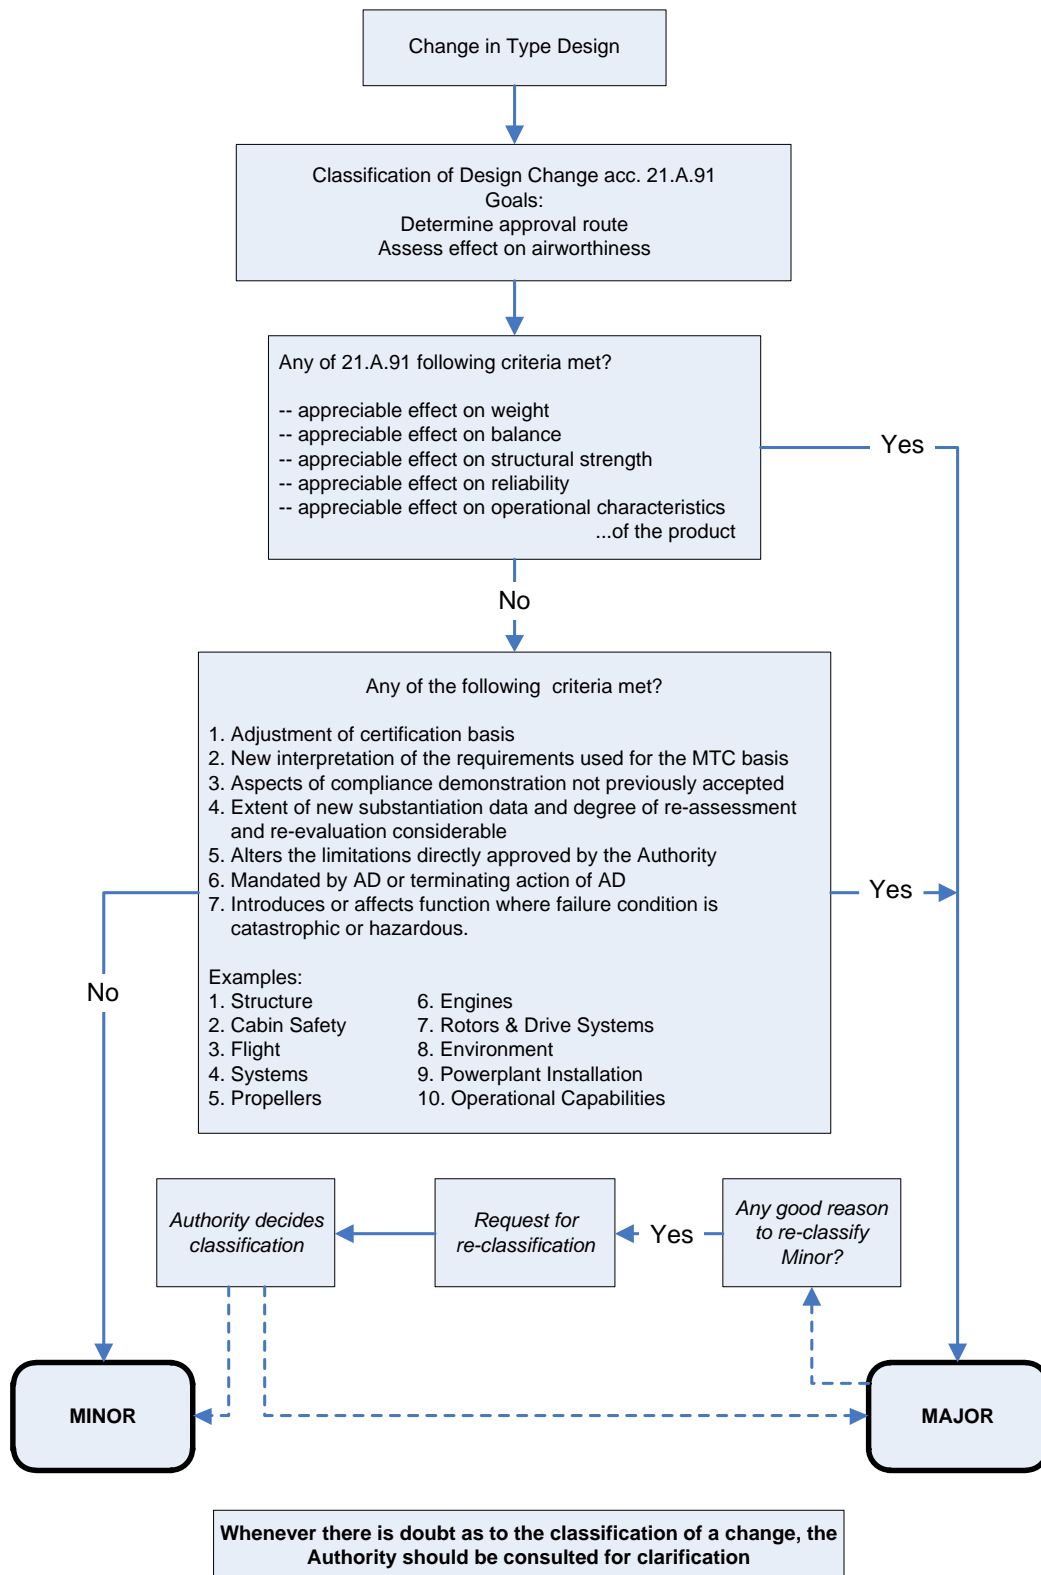 Change in Type Design
Classification of Design Change acc. 21.A.91
Goals:
Determine approval route
Assess effect on airworthiness
Any of 21.A.91 following criteria met?
-- appreciable effect on weight
-- appreciable effect on balance
-- appreciable effect on structural strength
-- appreciable effect on reliability
-- appreciable effect on operational characteristics
...of the product
Yes
No
Any of the following criteria met?
1. Adjustment of certification basis
2. New interpretation of the requirements used for the MTC basis
3. Aspects of compliance demonstration not previously accepted
4. Extent of new substantiation data and degree of re-assessment
and re-evaluation considerable
5. Alters the limitations directly approved by the Authority
6. Mandated by AD or terminating action of AD
7. Introduces or affects function where failure condition is
catastrophic or hazardous.
Yes
No
Examples:
1. Structure 6. Engines
2. Cabin Safety 7. Rotors & Drive Systems
3. Flight 8. Environment
4. Systems 9. Powerplant Installation
5. Propellers 10. Operational Capabilities
Authority decides
classification
Request for
re-classification
Yes
Any good reason
to re-classify
Minor?
MINOR
MAJOR
Whenever there is doubt as to the classification of a change, the
Authority should be consulted for clarification